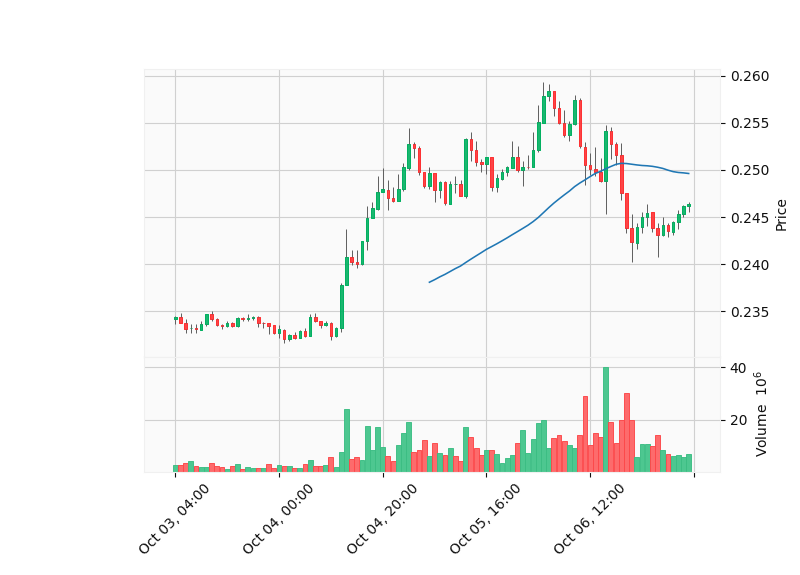 0.260
0.255
0.250
0.245
0.240
0.235
Price
40
20
Volume 10^6
Oct 03, 04:00
Oct 04, 00:00
Oct 04, 20:00
Oct 05, 16:00
Oct 06, 12:00